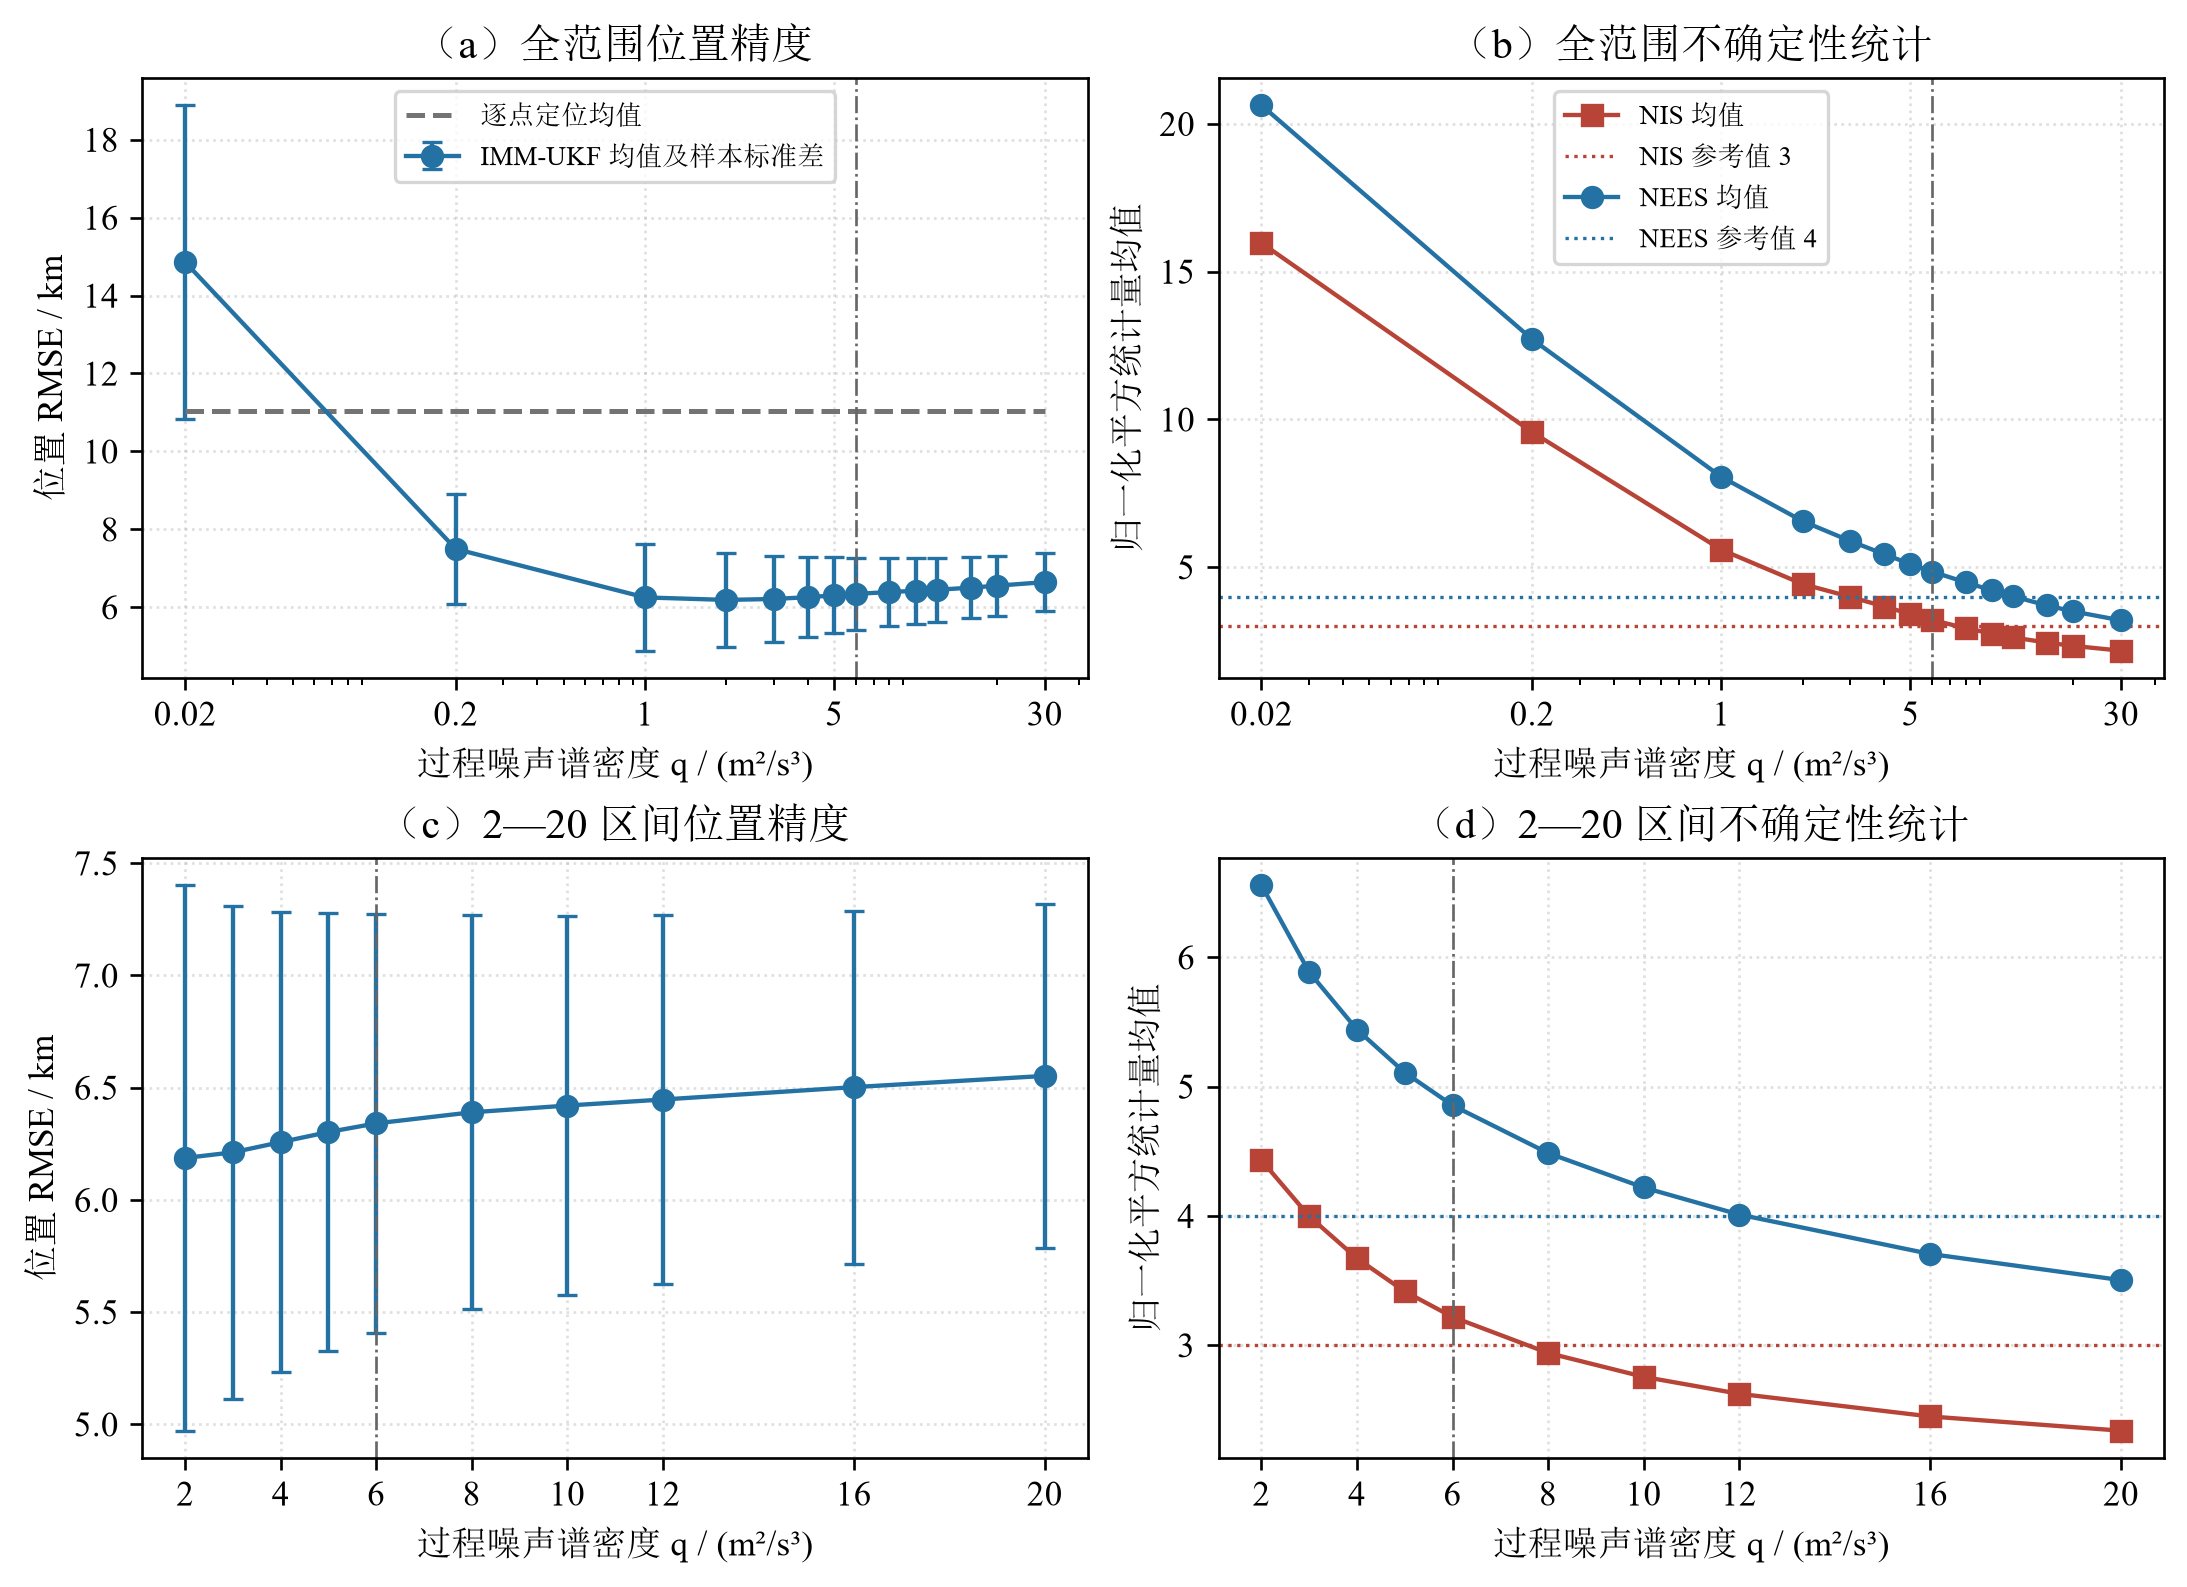 （a）全范围位置精度
位置 RMSE / km
18
16
14
12
10
8
6
逐点定位均值
IMM-UKF 均值及样本标准差
0.02
0.2
1
5
30
过程噪声谱密度 q / (m²/s³)
（b）全范围不确定性统计
归一化平方统计量均值
20
15
10
5
NIS 均值
NIS 参考值 3
NEES 均值
NEES 参考值 4
0.02
0.2
1
5
30
过程噪声谱密度 q / (m²/s³)
（c）2—20 区间位置精度
位置 RMSE / km
7.5
7.0
6.5
6.0
5.5
5.0
2
4
6
8
10
12
16
20
过程噪声谱密度 q / (m²/s³)
（d）2—20 区间不确定性统计
归一化平方统计量均值
6
5
4
3
2
4
6
8
10
12
16
20
过程噪声谱密度 q / (m²/s³)